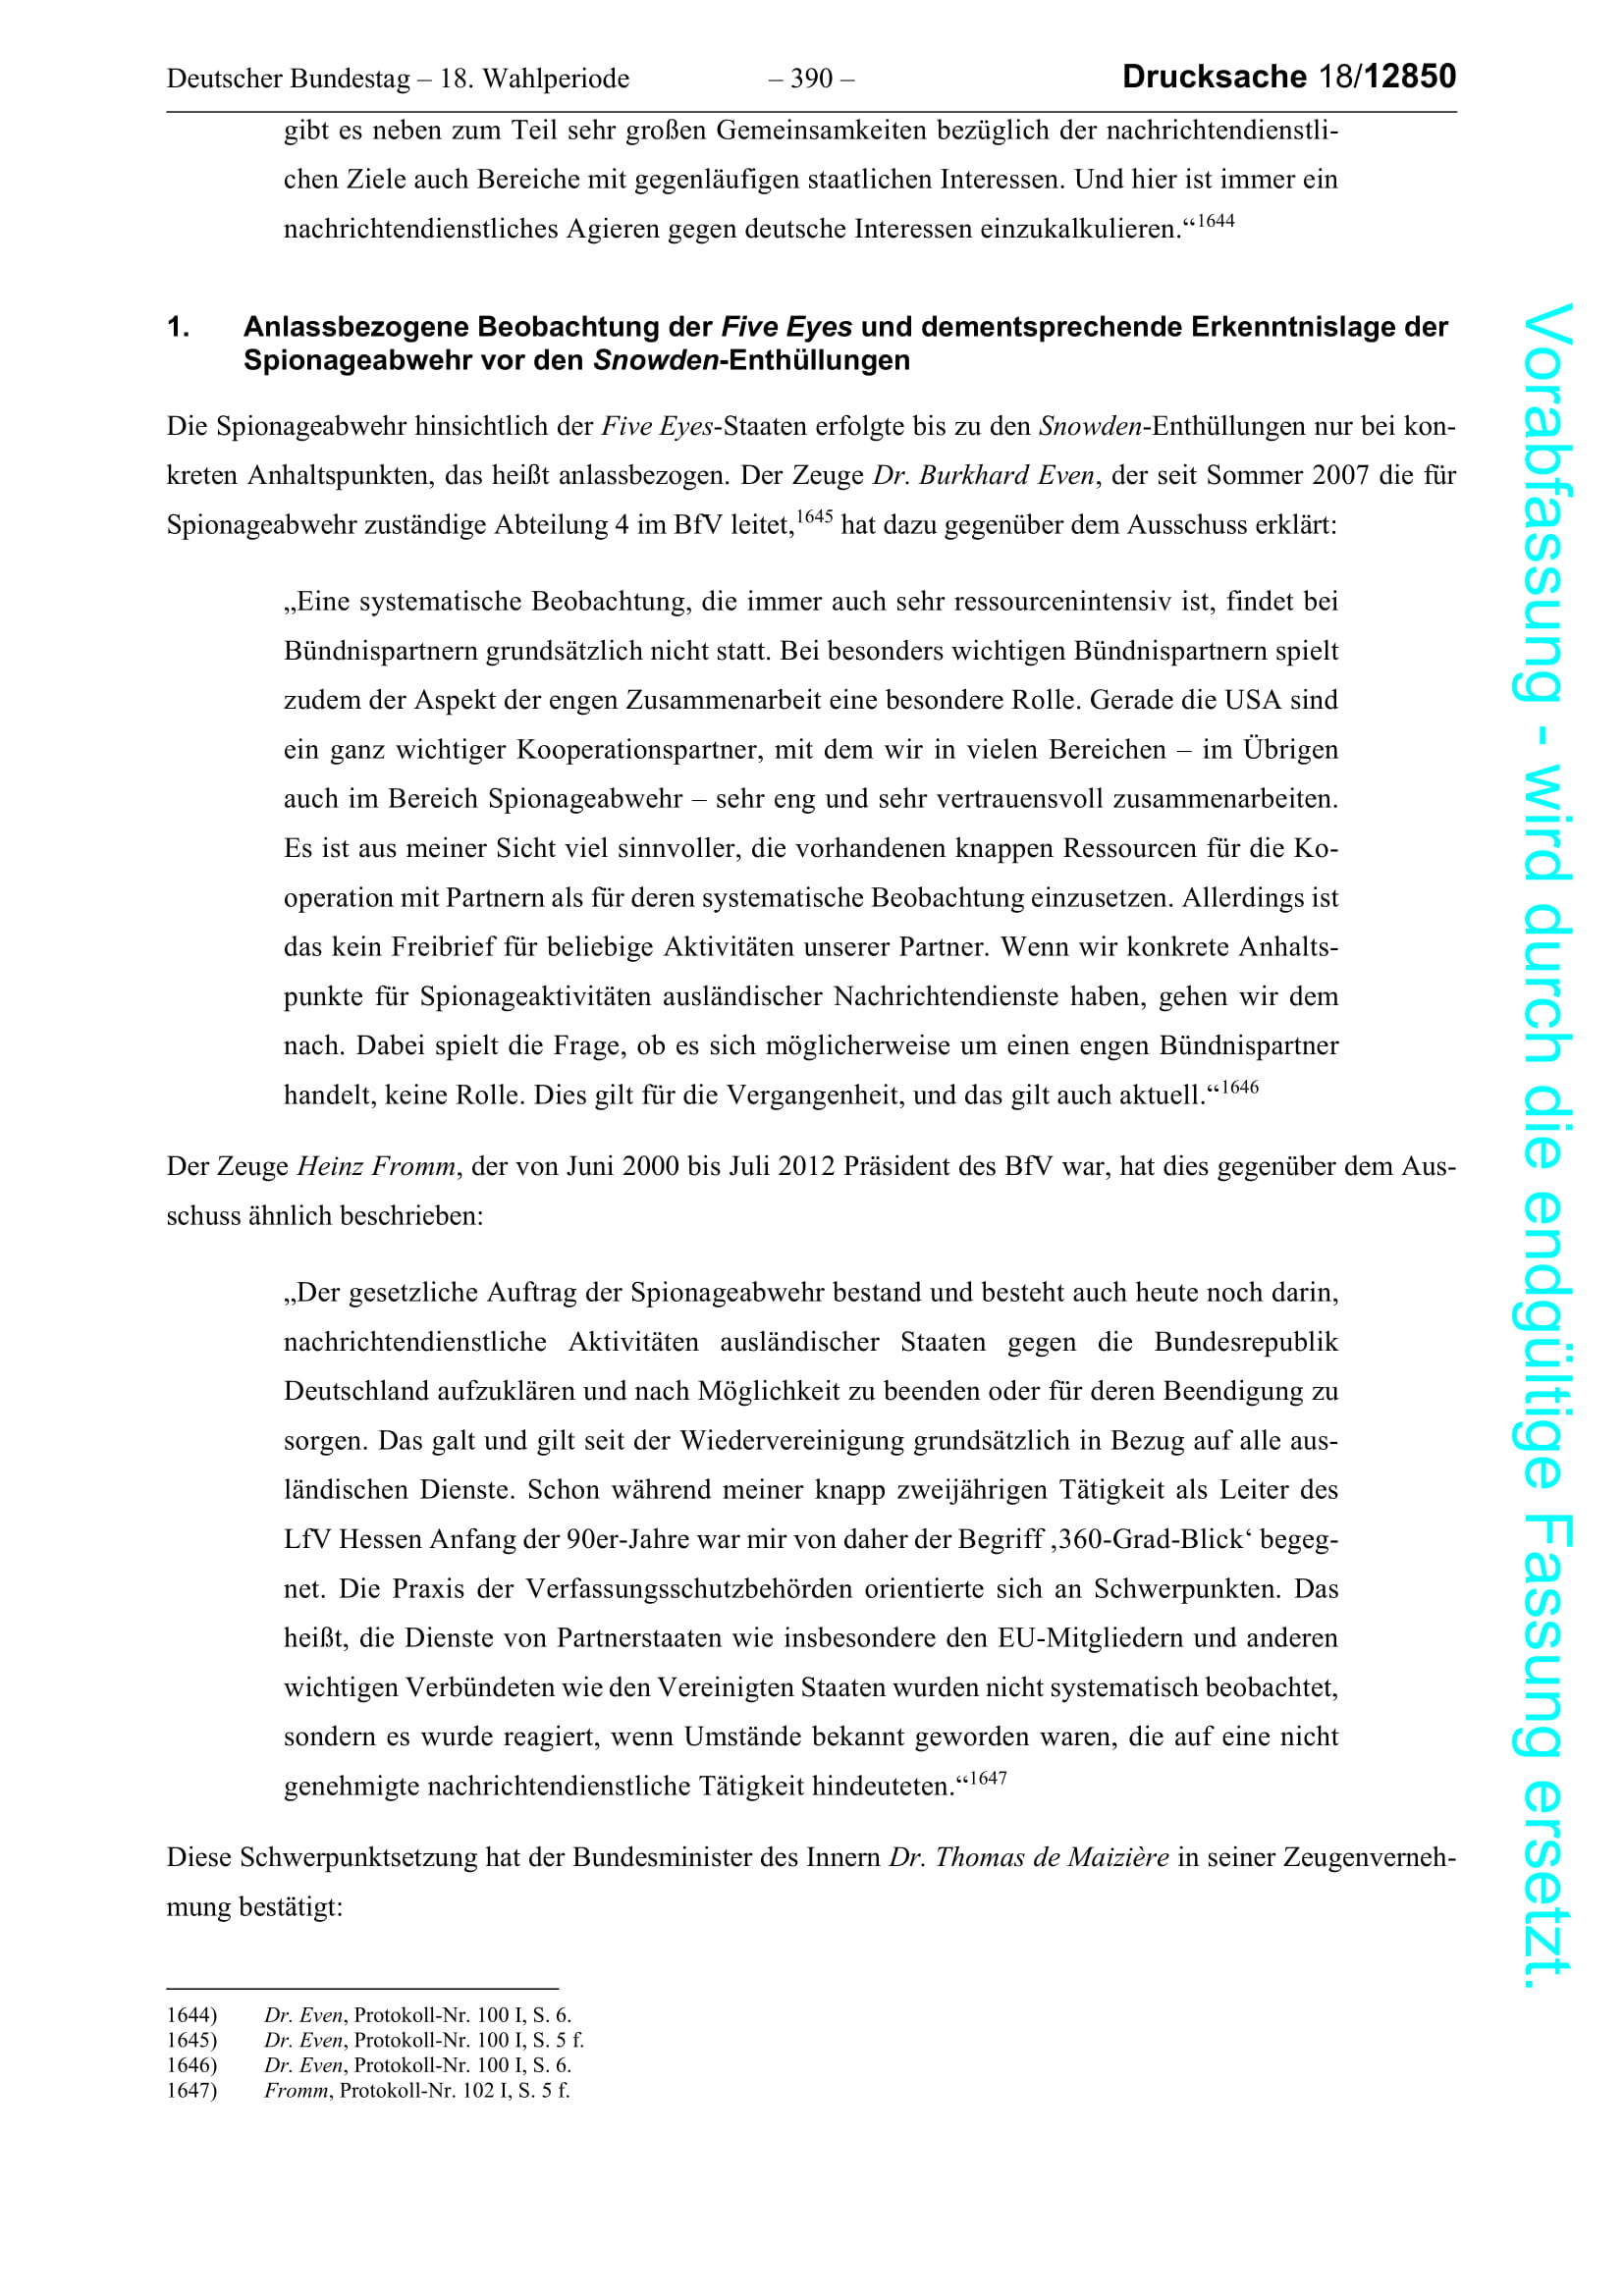 Deutscher Bundestag – 18. Wahlperiode – 390 – Drucksache 18/12850
gibt es neben zum Teil sehr großen Gemeinsamkeiten bezüglich der nachrichtendienstli-
chen Ziele auch Bereiche mit gegenläufigen staatlichen Interessen. Und hier ist immer ein
nachrichtendienstliches Agieren gegen deutsche Interessen einzukalkulieren.“1644
1. Anlassbezogene Beobachtung der Five Eyes und dementsprechende Erkenntnislage der
Spionageabwehr vor den Snowden-Enthüllungen
Die Spionageabwehr hinsichtlich der Five Eyes-Staaten erfolgte bis zu den Snowden-Enthüllungen nur bei kon-
kreten Anhaltspunkten, das heißt anlassbezogen. Der Zeuge Dr. Burkhard Even, der seit Sommer 2007 die für
Spionageabwehr zuständige Abteilung 4 im BfV leitet,1645 hat dazu gegenüber dem Ausschuss erklärt:
„Eine systematische Beobachtung, die immer auch sehr ressourcenintensiv ist, findet bei
Bündnispartnern grundsätzlich nicht statt. Bei besonders wichtigen Bündnispartnern spielt
zudem der Aspekt der engen Zusammenarbeit eine besondere Rolle. Gerade die USA sind
ein ganz wichtiger Kooperationspartner, mit dem wir in vielen Bereichen – im Übrigen
auch im Bereich Spionageabwehr – sehr eng und sehr vertrauensvoll zusammenarbeiten.
Es ist aus meiner Sicht viel sinnvoller, die vorhandenen knappen Ressourcen für die Ko-
operation mit Partnern als für deren systematische Beobachtung einzusetzen. Allerdings ist
das kein Freibrief für beliebige Aktivitäten unserer Partner. Wenn wir konkrete Anhalts-
punkte für Spionageaktivitäten ausländischer Nachrichtendienste haben, gehen wir dem
nach. Dabei spielt die Frage, ob es sich möglicherweise um einen engen Bündnispartner
handelt, keine Rolle. Dies gilt für die Vergangenheit, und das gilt auch aktuell.“1646
Der Zeuge Heinz Fromm, der von Juni 2000 bis Juli 2012 Präsident des BfV war, hat dies gegenüber dem Aus-
schuss ähnlich beschrieben:
„Der gesetzliche Auftrag der Spionageabwehr bestand und besteht auch heute noch darin,
nachrichtendienstliche Aktivitäten ausländischer Staaten gegen die Bundesrepublik
Deutschland aufzuklären und nach Möglichkeit zu beenden oder für deren Beendigung zu
sorgen. Das galt und gilt seit der Wiedervereinigung grundsätzlich in Bezug auf alle aus-
ländischen Dienste. Schon während meiner knapp zweijährigen Tätigkeit als Leiter des
LfV Hessen Anfang der 90er-Jahre war mir von daher der Begriff ‚360-Grad-Blick‘ begeg-
net. Die Praxis der Verfassungsschutzbehörden orientierte sich an Schwerpunkten. Das
heißt, die Dienste von Partnerstaaten wie insbesondere den EU-Mitgliedern und anderen
wichtigen Verbündeten wie den Vereinigten Staaten wurden nicht systematisch beobachtet,
sondern es wurde reagiert, wenn Umstände bekannt geworden waren, die auf eine nicht
genehmigte nachrichtendienstliche Tätigkeit hindeuteten.“1647
Diese Schwerpunktsetzung hat der Bundesminister des Innern Dr. Thomas de Maizière in seiner Zeugenverneh-
mung bestätigt:
1644) Dr. Even, Protokoll-Nr. 100 I, S. 6.
1645) Dr. Even, Protokoll-Nr. 100 I, S. 5 f.
1646) Dr. Even, Protokoll-Nr. 100 I, S. 6.
1647) Fromm, Protokoll-Nr. 102 I, S. 5 f.
Vorabfassung - wird durch die endgültige Fassung ersetzt.